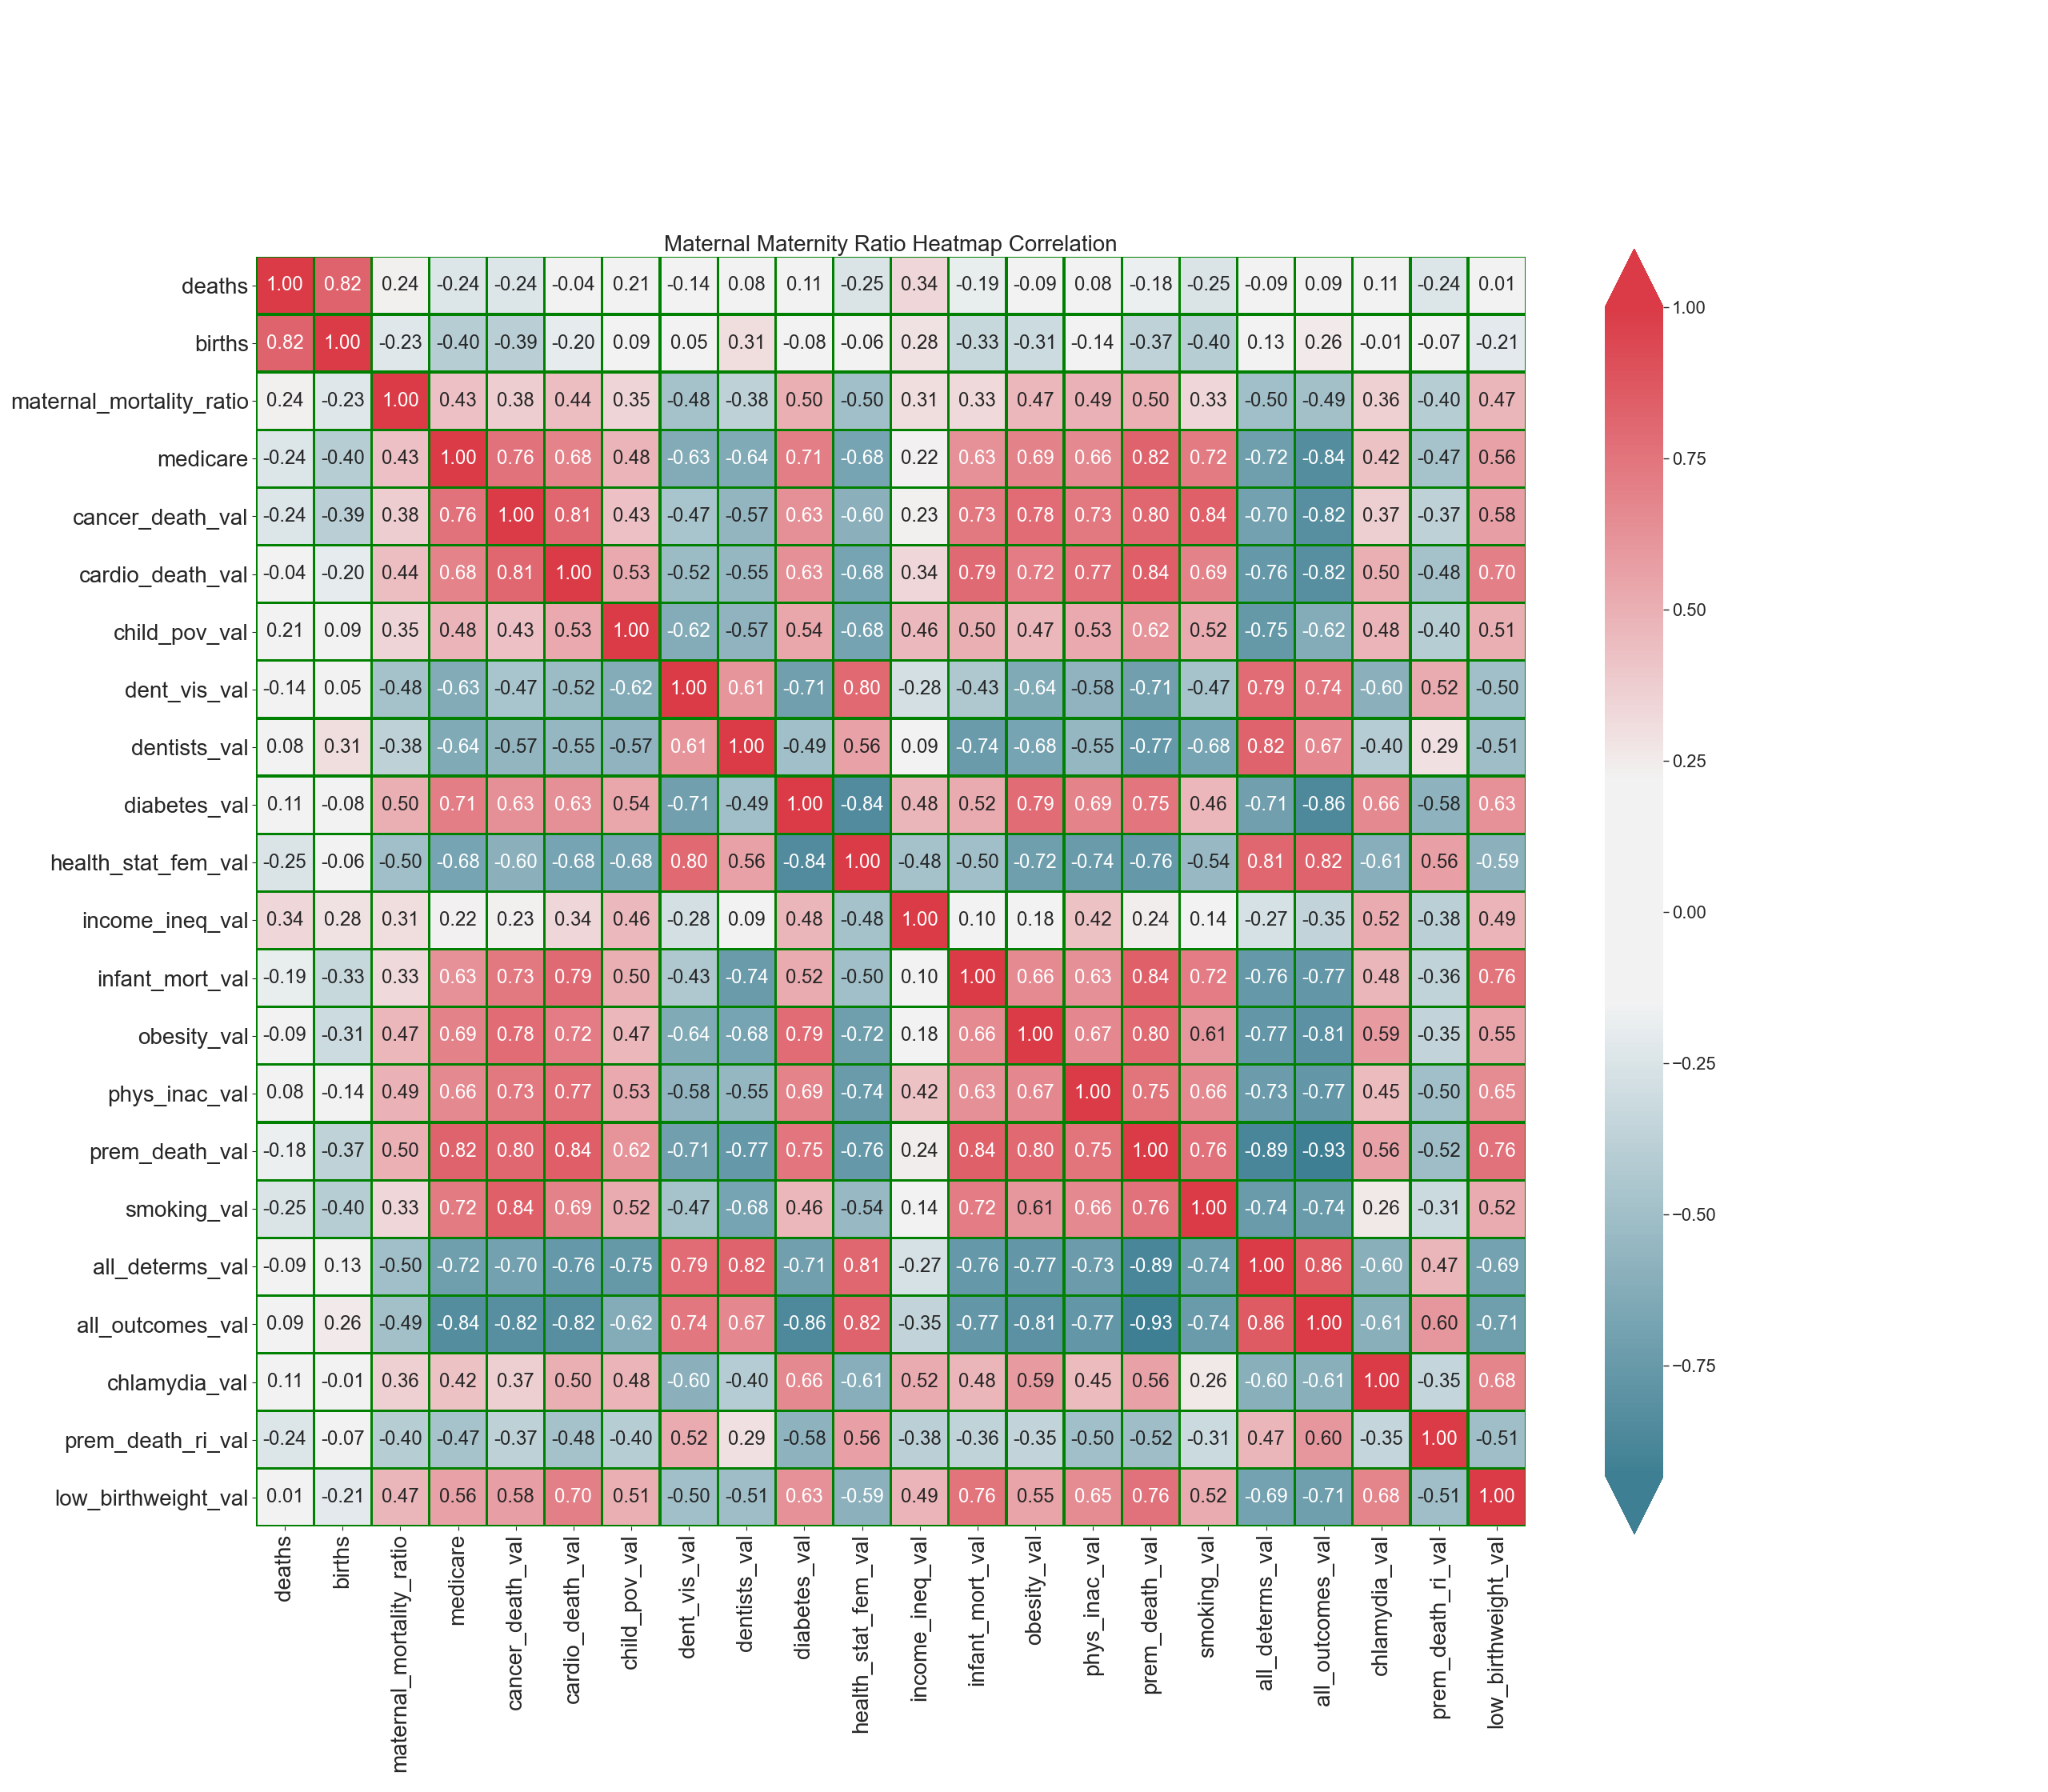 Maternal Maternity Ratio Heatmap Correlation
deaths 1.00 0.82 0.24 -0.24 -0.24 -0.04 0.21 -0.14 0.08 0.11 -0.25 0.34 -0.19 -0.09 0.08 -0.18 -0.25 -0.09 0.09 0.11 -0.24 0.01
births 0.82 1.00 -0.23 -0.40 -0.39 -0.20 0.09 0.05 0.31 -0.08 -0.06 0.28 -0.33 -0.31 -0.14 -0.37 -0.40 0.13 0.26 -0.01 -0.07 -0.21
maternal_mortality_ratio 0.24 -0.23 1.00 0.43 0.38 0.44 0.35 -0.48 -0.38 0.50 -0.50 0.31 0.33 0.47 0.49 0.50 0.33 -0.50 -0.49 0.36 -0.40 0.47
medicare -0.24 -0.40 0.43 1.00 0.76 0.68 0.48 -0.63 -0.64 0.71 -0.68 0.22 0.63 0.69 0.66 0.82 0.72 -0.72 -0.84 0.42 -0.47 0.56
cancer_death_val -0.24 -0.39 0.38 0.76 1.00 0.81 0.43 -0.47 -0.57 0.63 -0.60 0.23 0.73 0.78 0.73 0.80 0.84 -0.70 -0.82 0.37 -0.37 0.58
cardio_death_val -0.04 -0.20 0.44 0.68 0.81 1.00 0.53 -0.52 -0.55 0.63 -0.68 0.34 0.79 0.72 0.77 0.84 0.69 -0.76 -0.82 0.50 -0.48 0.70
child_pov_val 0.21 0.09 0.35 0.48 0.43 0.53 1.00 -0.62 -0.57 0.54 -0.68 0.46 0.50 0.47 0.53 0.62 0.52 -0.75 -0.62 0.48 -0.40 0.51
dent_vis_val -0.14 0.05 -0.48 -0.63 -0.47 -0.52 -0.62 1.00 0.61 -0.71 0.80 -0.28 -0.43 -0.64 -0.58 -0.71 -0.47 0.79 0.74 -0.60 0.52 -0.50
dentists_val 0.08 0.31 -0.38 -0.64 -0.57 -0.55 -0.57 0.61 1.00 -0.49 0.56 0.09 -0.74 -0.68 -0.55 -0.77 -0.68 0.82 0.67 -0.40 0.29 -0.51
diabetes_val 0.11 -0.08 0.50 0.71 0.63 0.63 0.54 -0.71 -0.49 1.00 -0.84 0.48 0.52 0.79 0.69 0.75 0.46 -0.71 -0.86 0.66 -0.58 0.63
health_stat_fem_val -0.25 -0.06 -0.50 -0.68 -0.60 -0.68 -0.68 0.80 0.56 -0.84 1.00 -0.48 -0.50 -0.72 -0.74 -0.76 -0.54 0.81 0.82 -0.61 0.56 -0.59
income_ineq_val 0.34 0.28 0.31 0.22 0.23 0.34 0.46 -0.28 0.09 0.48 -0.48 1.00 0.10 0.18 0.42 0.24 0.14 -0.27 -0.35 0.52 -0.38 0.49
infant_mort_val -0.19 -0.33 0.33 0.63 0.73 0.79 0.50 -0.43 -0.74 0.52 -0.50 0.10 1.00 0.66 0.63 0.84 0.72 -0.76 -0.77 0.48 -0.36 0.76
obesity_val -0.09 -0.31 0.47 0.69 0.78 0.72 0.47 -0.64 -0.68 0.79 -0.72 0.18 0.66 1.00 0.67 0.80 0.61 -0.77 -0.81 0.59 -0.35 0.55
phys_inac_val 0.08 -0.14 0.49 0.66 0.73 0.77 0.53 -0.58 -0.55 0.69 -0.74 0.42 0.63 0.67 1.00 0.75 0.66 -0.73 -0.77 0.45 -0.50 0.65
prem_death_val -0.18 -0.37 0.50 0.82 0.80 0.84 0.62 -0.71 -0.77 0.75 -0.76 0.24 0.84 0.80 0.75 1.00 0.76 -0.89 -0.93 0.56 -0.52 0.76
smoking_val -0.25 -0.40 0.33 0.72 0.84 0.69 0.52 -0.47 -0.68 0.46 -0.54 0.14 0.72 0.61 0.66 0.76 1.00 -0.74 -0.74 0.26 -0.31 0.52
all_determs_val -0.09 0.13 -0.50 -0.72 -0.70 -0.76 -0.75 0.79 0.82 -0.71 0.81 -0.27 -0.76 -0.77 -0.73 -0.89 -0.74 1.00 0.86 -0.60 0.47 -0.69
all_outcomes_val 0.09 0.26 -0.49 -0.84 -0.82 -0.82 -0.62 0.74 0.67 -0.86 0.82 -0.35 -0.77 -0.81 -0.77 -0.93 -0.74 0.86 1.00 -0.61 0.60 -0.71
chlamydia_val 0.11 -0.01 0.36 0.42 0.37 0.50 0.48 -0.60 -0.40 0.66 -0.61 0.52 0.48 0.59 0.45 0.56 0.26 -0.60 -0.61 1.00 -0.35 0.68
prem_death_ri_val -0.24 -0.07 -0.40 -0.47 -0.37 -0.48 -0.40 0.52 0.29 -0.58 0.56 -0.38 -0.36 -0.35 -0.50 -0.52 -0.31 0.47 0.60 -0.35 1.00 -0.51
low_birthweight_val 0.01 -0.21 0.47 0.56 0.58 0.70 0.51 -0.50 -0.51 0.63 -0.59 0.49 0.76 0.55 0.65 0.76 0.52 -0.69 -0.71 0.68 -0.51 1.00
deaths
births
maternal_mortality_ratio
medicare
cancer_death_val
cardio_death_val
child_pov_val
dent_vis_val
dentists_val
diabetes_val
health_stat_fem_val
income_ineq_val
infant_mort_val
obesity_val
phys_inac_val
prem_death_val
smoking_val
all_determs_val
all_outcomes_val
chlamydia_val
prem_death_ri_val
low_birthweight_val
1.00
0.75
0.50
0.25
0.00
−0.25
−0.50
−0.75